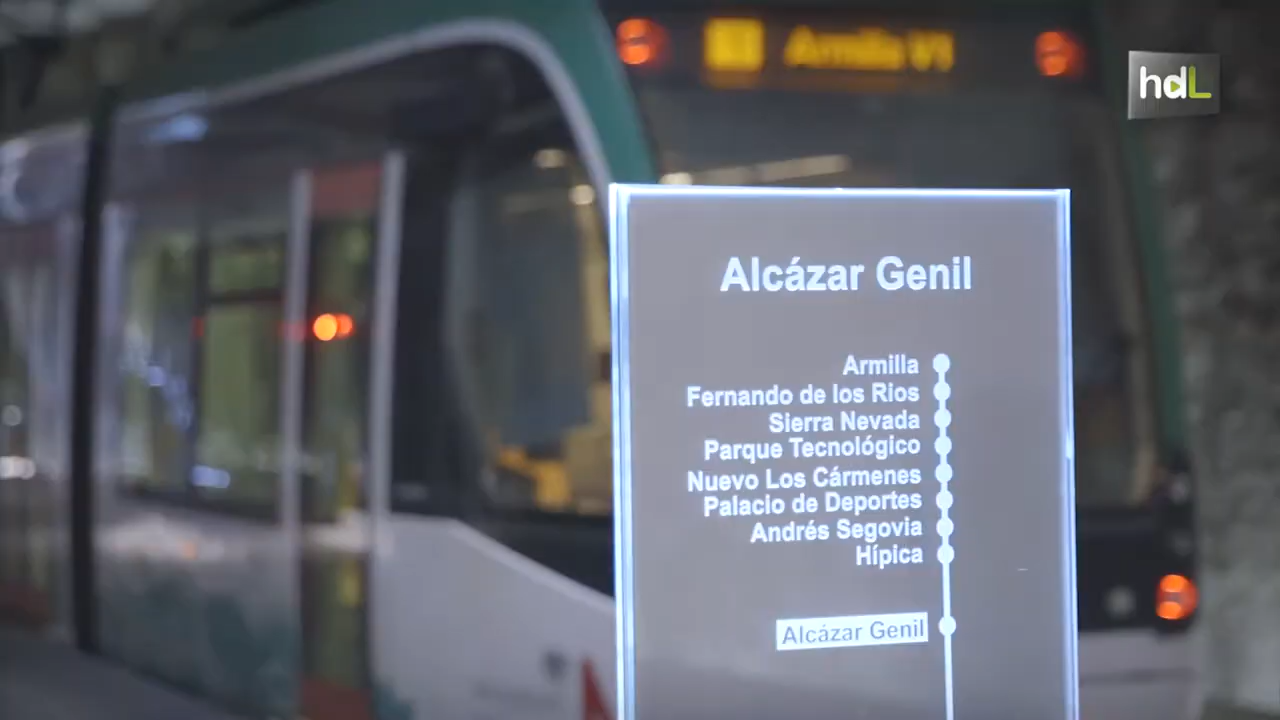 Armilla V1
hdL
Alcázar Genil
Armilla
Fernando de los Rios
Sierra Nevada
Parque Tecnológico
Nuevo Los Cármenes
Palacio de Deportes
Andrés Segovia
Hípica
Alcázar Genil